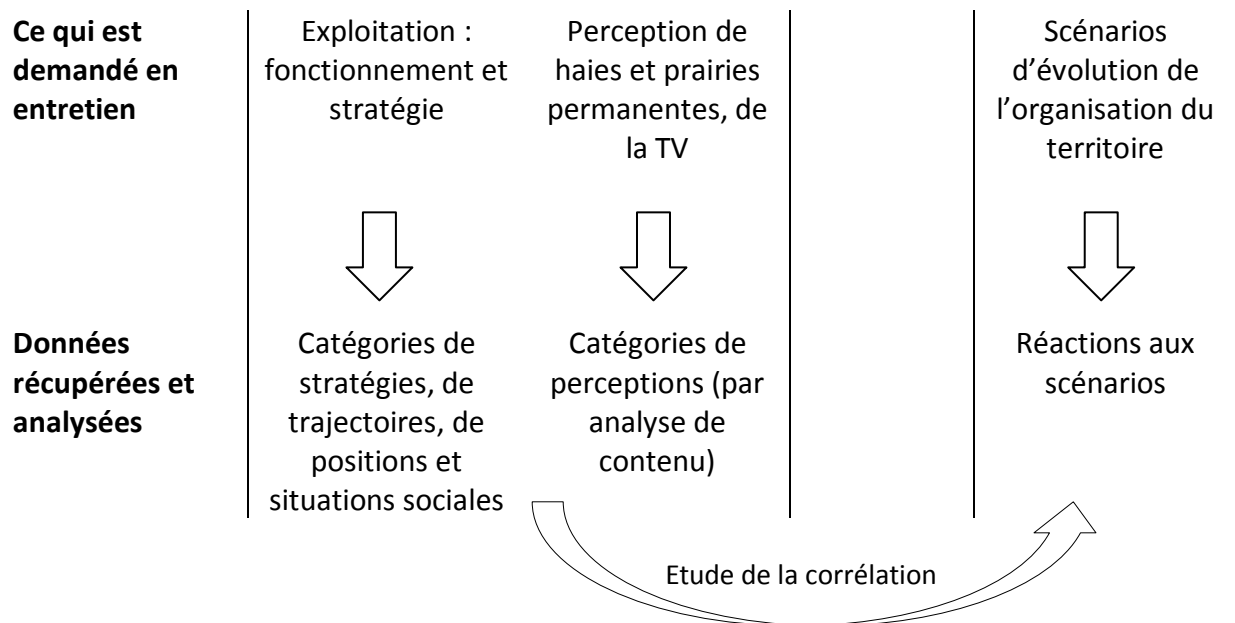 Ce qui est
demandé en
entretien
Exploitation :
fonctionnement et
stratégie
Perception de
haies et prairies
permanentes, de
la TV
Scénarios
d’évolution de
l’organisation du
territoire
Données
récupérées et
analysées
Catégories de
stratégies, de
trajectoires, de
positions et
situations sociales
Catégories de
perceptions (par
analyse de
contenu)
Réactions aux
scénarios
Etude de la corrélation